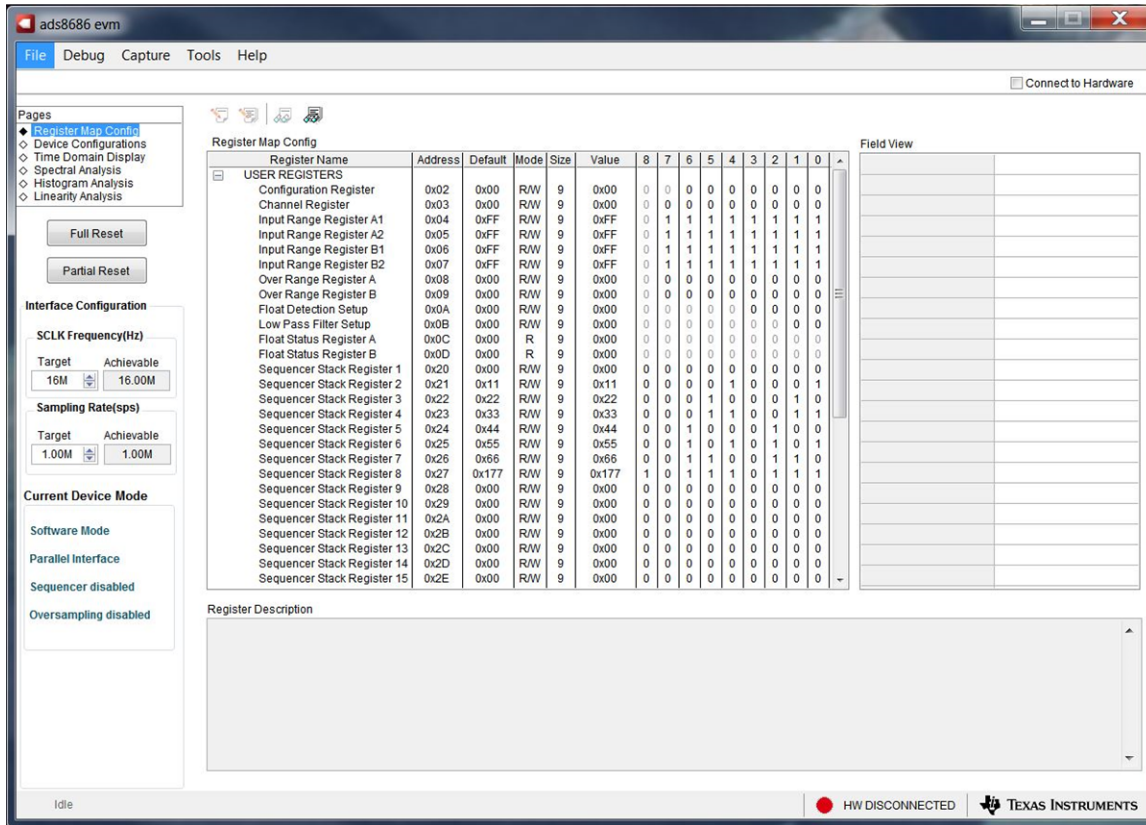 ads8686 evm
File Debug Capture Tools Help
Connect to Hardware
Pages
Register Map Config
Device Configurations
Time Domain Display
Spectral Analysis
Histogram Analysis
Linearity Analysis
Full Reset
Partial Reset
Interface Configuration
SCLK Frequency(Hz)
Target Achievable
16M 16.00M
Sampling Rate(sps)
Target Achievable
1.00M 1.00M
Current Device Mode
Software Mode
Parallel Interface
Sequencer disabled
Oversampling disabled
Register Map Config
Register Name Address Default Mode Size Value 8 7 6 5 4 3 2 1 0
USER REGISTERS
Configuration Register 0x02 0x00 R/W 9 0x00 0 0 0 0 0 0 0 0 0
Channel Register 0x03 0x00 R/W 9 0x00 0 0 0 0 0 0 0 0 0
Input Range Register A1 0x04 0xFF R/W 9 0xFF 0 1 1 1 1 1 1 1 1
Input Range Register A2 0x05 0xFF R/W 9 0xFF 0 1 1 1 1 1 1 1 1
Input Range Register B1 0x06 0xFF R/W 9 0xFF 0 1 1 1 1 1 1 1 1
Input Range Register B2 0x07 0xFF R/W 9 0xFF 0 1 1 1 1 1 1 1 1
Over Range Register A 0x08 0x00 R/W 9 0x00 0 0 0 0 0 0 0 0 0
Over Range Register B 0x09 0x00 R/W 9 0x00 0 0 0 0 0 0 0 0 0
Float Detection Setup 0x0A 0x00 R/W 9 0x00 0 0 0 0 0 0 0 0 0
Low Pass Filter Setup 0x0B 0x00 R/W 9 0x00 0 0 0 0 0 0 0 0 0
Float Status Register A 0x0C 0x00 R 9 0x00 0 0 0 0 0 0 0 0 0
Float Status Register B 0x0D 0x00 R 9 0x00 0 0 0 0 0 0 0 0 0
Sequencer Stack Register 1 0x20 0x00 R/W 9 0x00 0 0 0 0 0 0 0 0 0
Sequencer Stack Register 2 0x21 0x11 R/W 9 0x11 0 0 0 0 1 0 0 0 1
Sequencer Stack Register 3 0x22 0x22 R/W 9 0x22 0 0 0 1 0 0 0 1 0
Sequencer Stack Register 4 0x23 0x33 R/W 9 0x33 0 0 0 1 1 0 0 1 1
Sequencer Stack Register 5 0x24 0x44 R/W 9 0x44 0 0 1 0 0 0 1 0 0
Sequencer Stack Register 6 0x25 0x55 R/W 9 0x55 0 0 1 0 1 0 1 0 1
Sequencer Stack Register 7 0x26 0x66 R/W 9 0x66 0 0 1 1 0 0 1 1 0
Sequencer Stack Register 8 0x27 0x177 R/W 9 0x177 1 0 1 1 1 0 1 1 1
Sequencer Stack Register 9 0x28 0x00 R/W 9 0x00 0 0 0 0 0 0 0 0 0
Sequencer Stack Register 10 0x29 0x00 R/W 9 0x00 0 0 0 0 0 0 0 0 0
Sequencer Stack Register 11 0x2A 0x00 R/W 9 0x00 0 0 0 0 0 0 0 0 0
Sequencer Stack Register 12 0x2B 0x00 R/W 9 0x00 0 0 0 0 0 0 0 0 0
Sequencer Stack Register 13 0x2C 0x00 R/W 9 0x00 0 0 0 0 0 0 0 0 0
Sequencer Stack Register 14 0x2D 0x00 R/W 9 0x00 0 0 0 0 0 0 0 0 0
Sequencer Stack Register 15 0x2E 0x00 R/W 9 0x00 0 0 0 0 0 0 0 0 0
Field View
Register Description
Idle
HW DISCONNECTED
TEXAS INSTRUMENTS